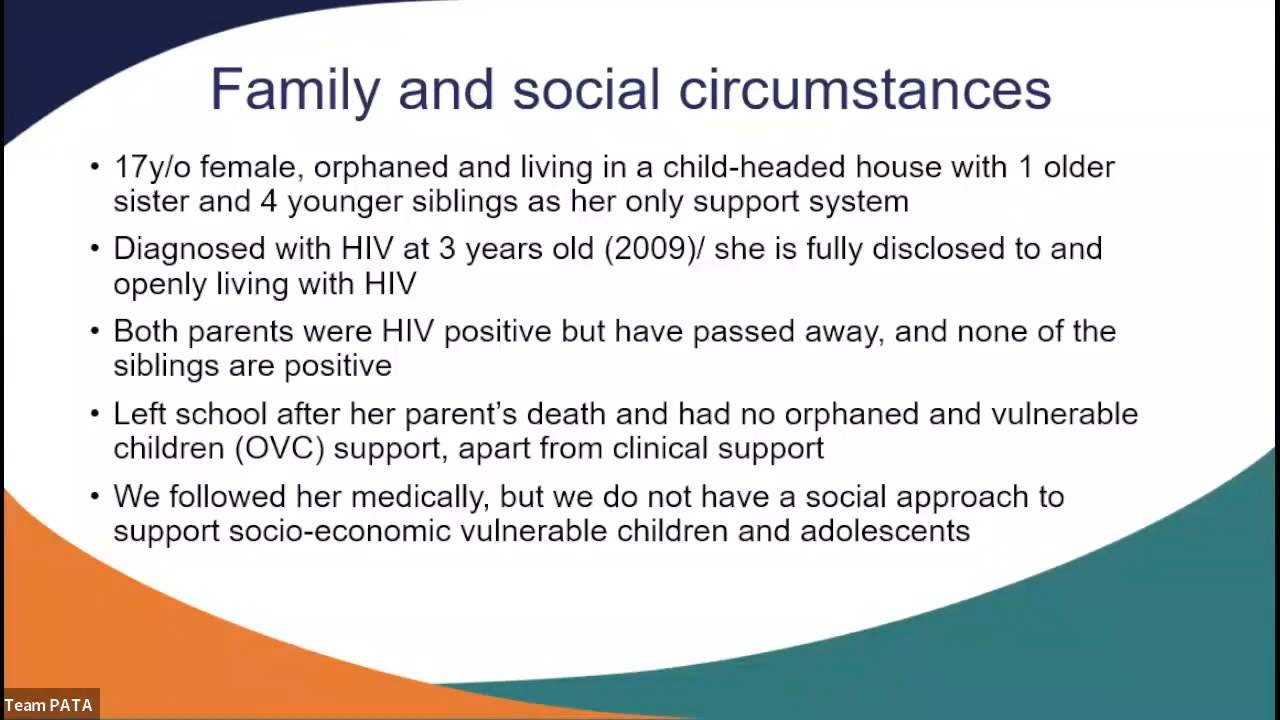 Family and social circumstances
• 17y/o female, orphaned and living in a child-headed house with 1 older
sister and 4 younger siblings as her only support system
• Diagnosed with HIV at 3 years old (2009)/ she is fully disclosed to and
openly living with HIV
• Both parents were HIV positive but have passed away, and none of the
siblings are positive
• Left school after her parent's death and had no orphaned and vulnerable
children (OVC) support, apart from clinical support
• We followed her medically, but we do not have a social approach to
support socio-economic vulnerable children and adolescents
Team PATA